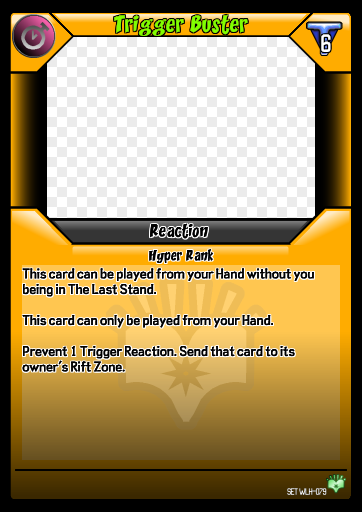 Trigger Buster
6
Reaction
Hyper Rank
This card can be played from your Hand without you
being in The Last Stand.
This card can only be played from your Hand.
Prevent 1 Trigger Reaction. Send that card to its
owner's Rift Zone.
SET WLH-079